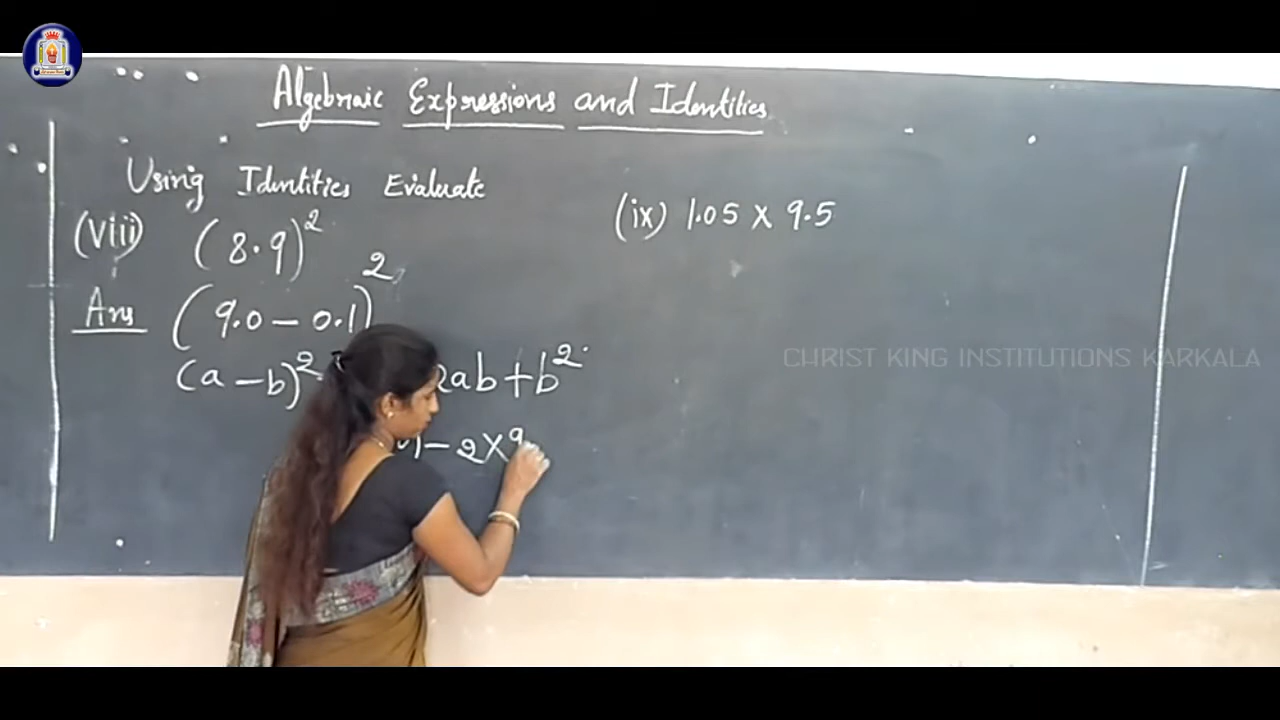 Algebraic Expressions and Identities
Using Identities Evaluate
(viii) (8.9)²
Ans (9.0 - 0.1)²
(a - b)² 2ab + b²
- 2 × 9
(ix) 1.05 × 9.5
CHRIST KING INSTITUTIONS KARKALA